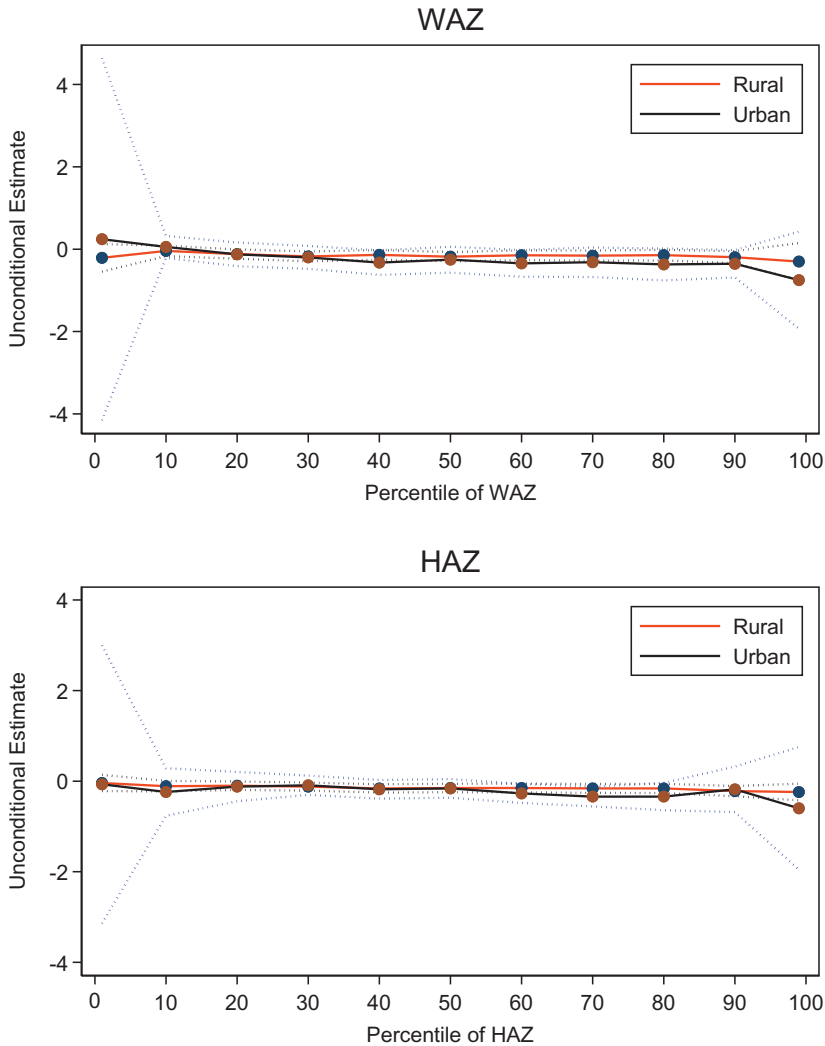 WAZ
4
2
0
-2
-4
Unconditional Estimate
Rural
Urban
0 10 20 30 40 50 60 70 80 90 100
Percentile of WAZ
HAZ
4
2
0
-2
-4
Unconditional Estimate
Rural
Urban
0 10 20 30 40 50 60 70 80 90 100
Percentile of HAZ